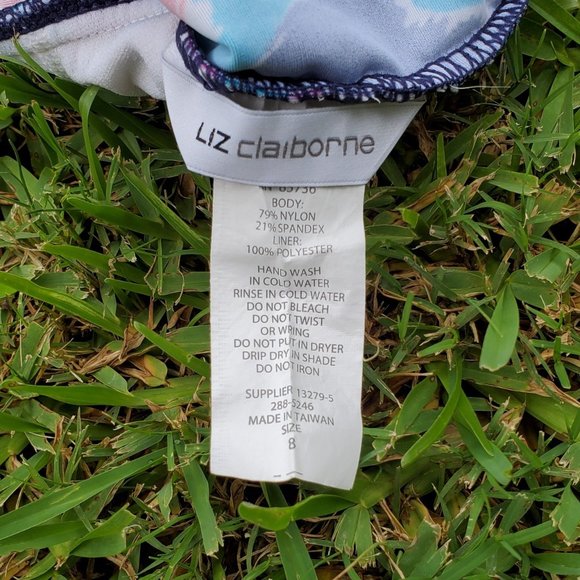 LIZ claiborne
85736
BODY:
79% NYLON
21% SPANDEX
LINER:
100% POLYESTER
HAND WASH
IN COLD WATER
RINSE IN COLD WATER
DO NOT BLEACH
DO NOT TWIST
OR WRING
DO NOT PUT IN DRYER
DRIP DRY IN SHADE
DO NOT IRON
SUPPLIER 13279-5
288-5246
MADE IN TAIWAN
SIZE
8